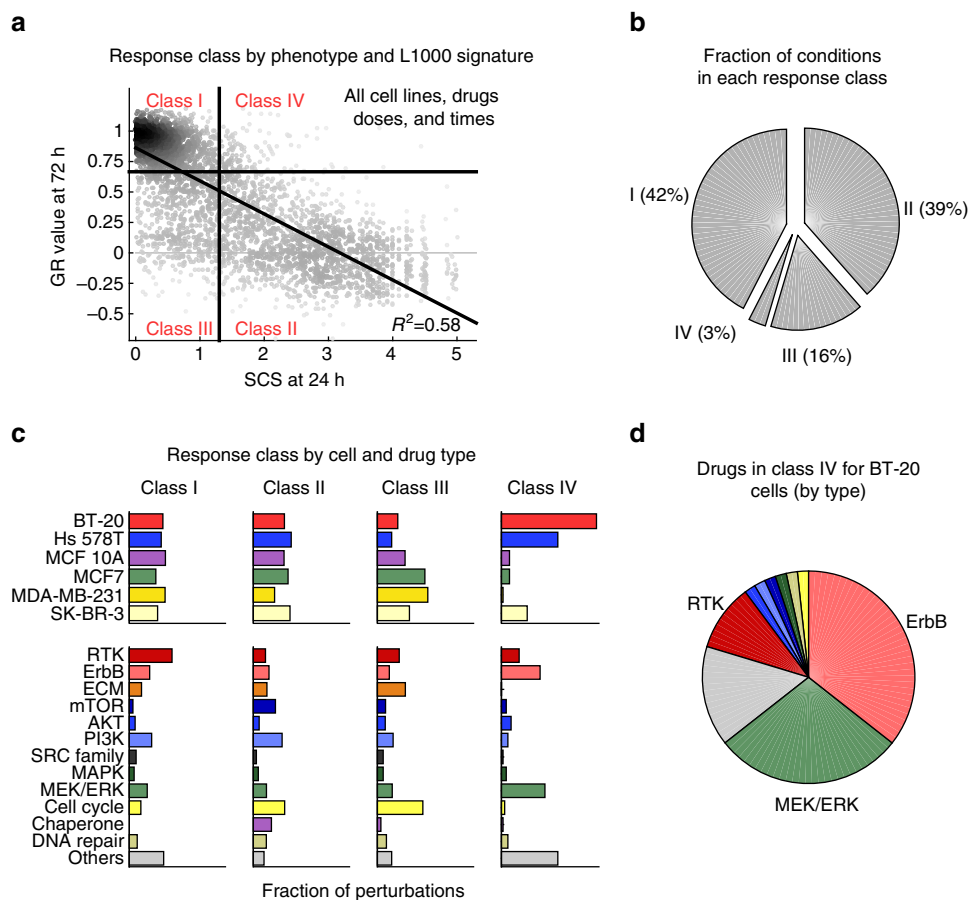 a
Response class by phenotype and L1000 signature
Class I
Class IV
All cell lines, drugs
doses, and times
GR value at 72 h
1
0.75
0.5
0.25
0
−0.25
−0.5
Class III
Class II
R²=0.58
0 1 2 3 4 5
SCS at 24 h
b
Fraction of conditions
in each response class
I (42%)
II (39%)
IV (3%)
III (16%)
c
Response class by cell and drug type
Class I Class II Class III Class IV
BT-20
Hs 578T
MCF 10A
MCF7
MDA-MB-231
SK-BR-3
RTK
ErbB
ECM
mTOR
AKT
PI3K
SRC family
MAPK
MEK/ERK
Cell cycle
Chaperone
DNA repair
Others
Fraction of perturbations
d
Drugs in class IV for BT-20
cells (by type)
RTK
ErbB
MEK/ERK